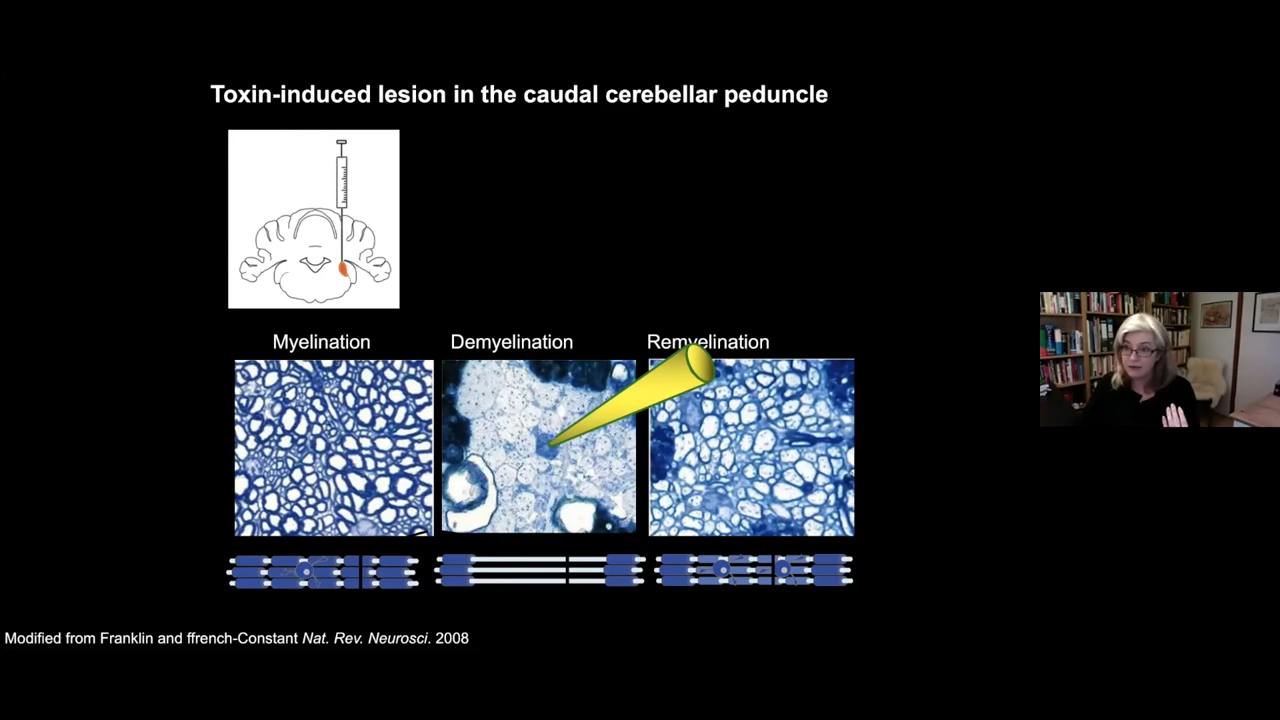 Toxin-induced lesion in the caudal cerebellar peduncle
Myelination
Demyelination
Remyelination
Modified from Franklin and ffrench-Constant Nat. Rev. Neurosci. 2008